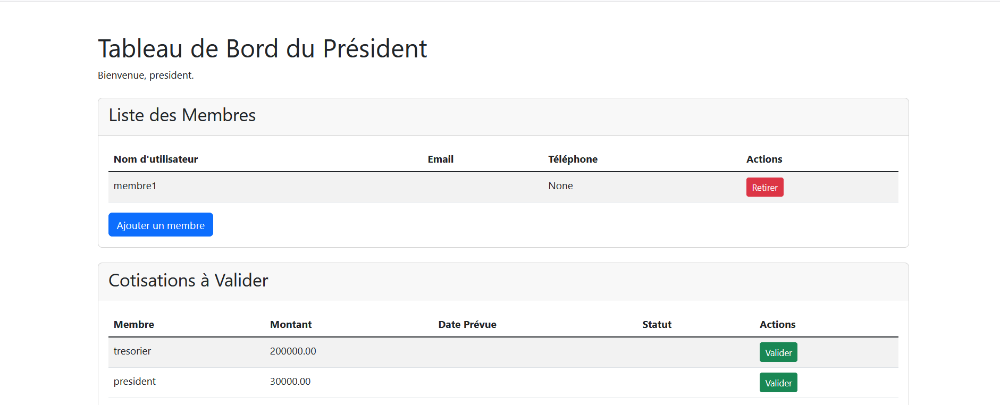 Tableau de Bord du Président
Bienvenue, president.
Liste des Membres
Nom d'utilisateur Email Téléphone Actions
membre1 None Retirer
Ajouter un membre
Cotisations à Valider
Membre Montant Date Prévue Statut Actions
tresorier 200000.00 Valider
president 30000.00 Valider